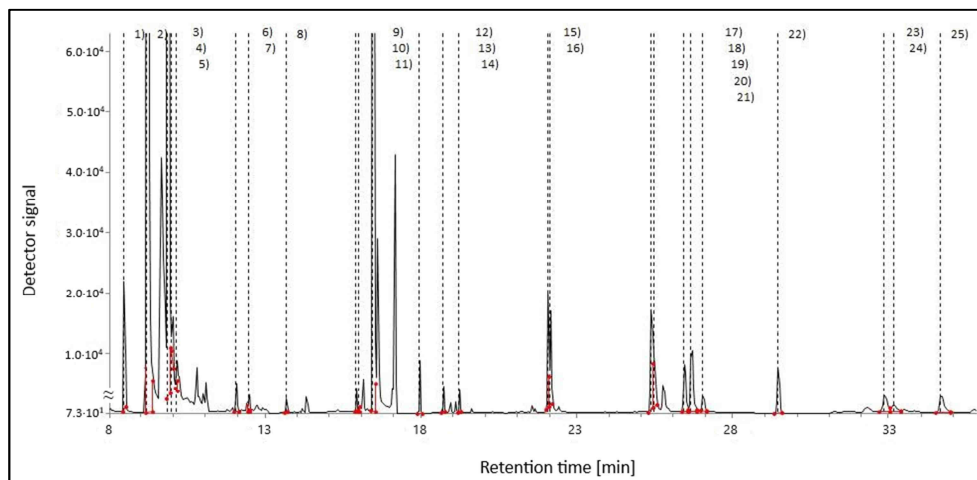 1) 2) 3) 6) 8) 9) 12) 15) 17) 22) 23) 25)
4) 7) 10) 13) 16) 18) 24)
5) 11) 14) 19)
20)
21)
6.0·10⁴
5.0·10⁴
4.0·10⁴
3.0·10⁴
2.0·10⁴
1.0·10⁴
≈
7.3·10¹
Detector signal
8 13 18 23 28 33
Retention time [min]